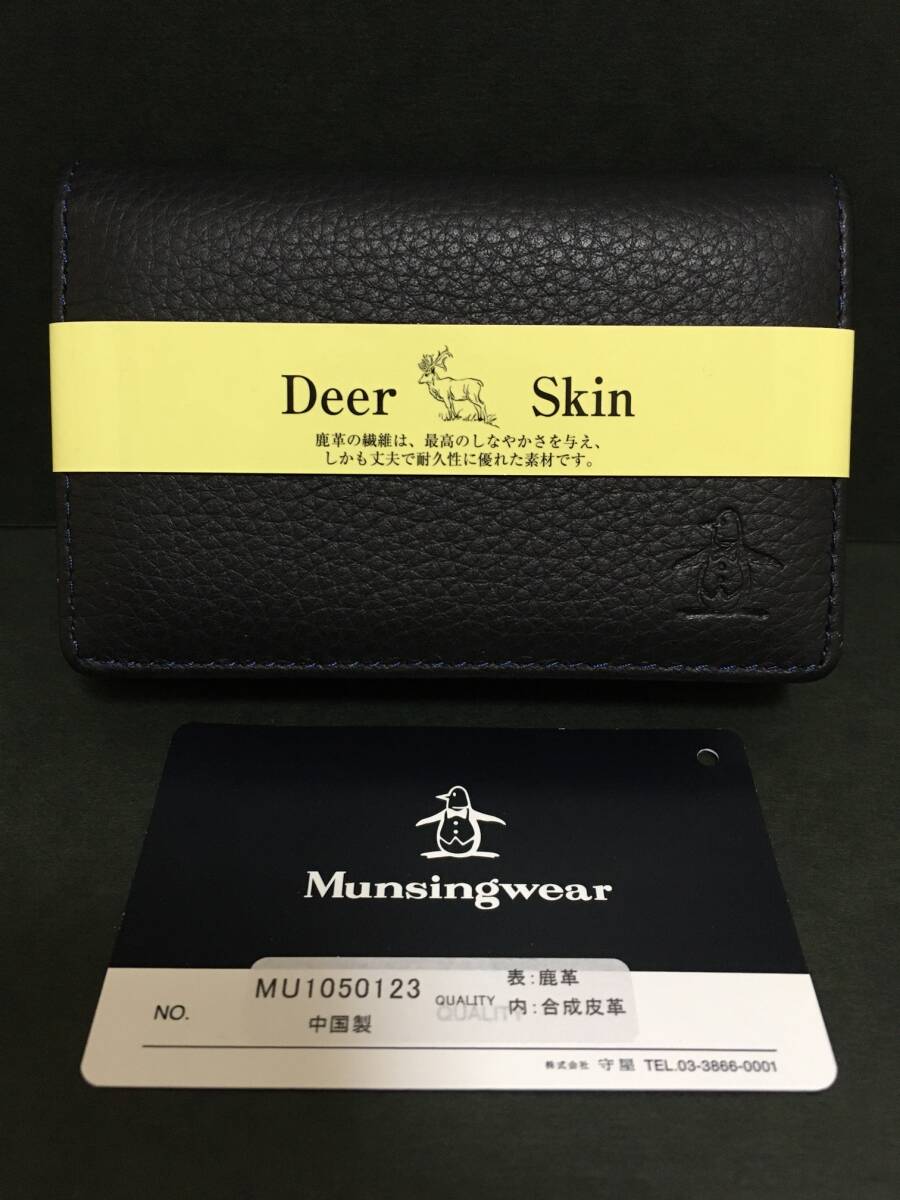 Deer Skin
鹿革の繊維は、最高のしなやかさを与え、
しかも丈夫で耐久性に優れた素材です。
Munsingwear
NO. MU1050123 QUALITY 表:鹿革
中国製 内:合成皮革
QUALITY
株式会社 守屋 TEL.03-3866-0001